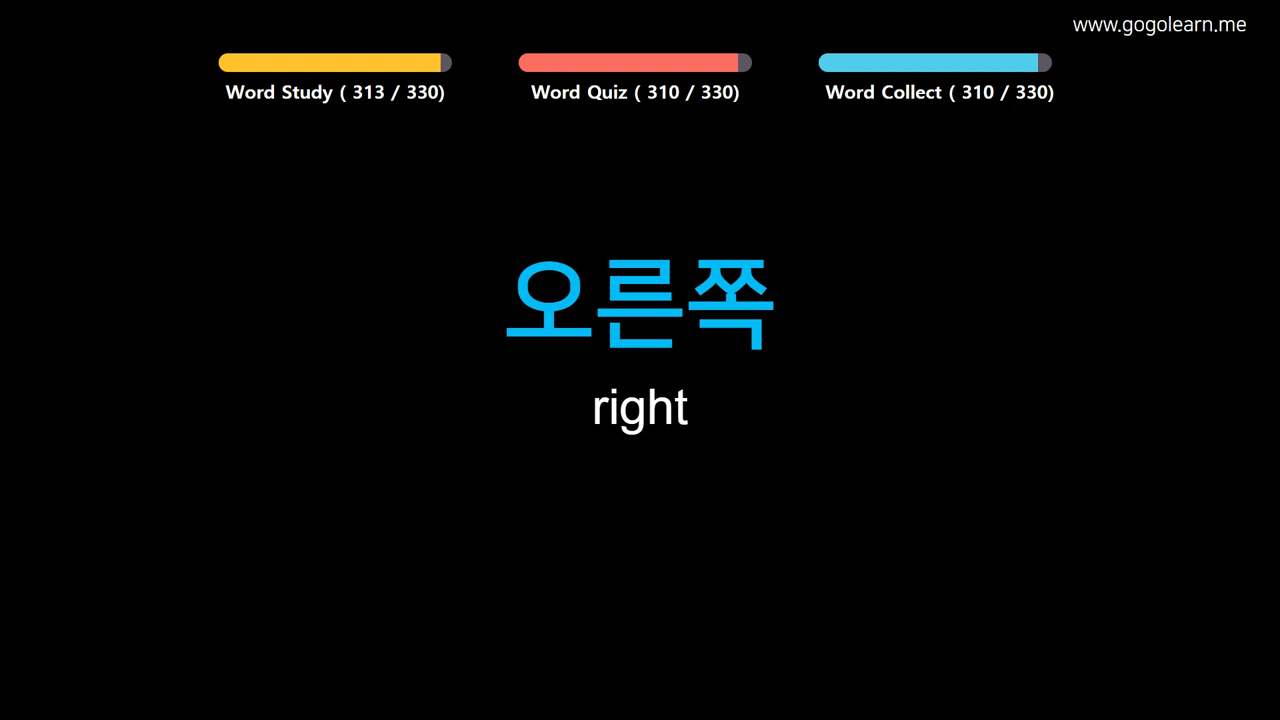 www.gogolearn.me
Word Study ( 313 / 330)
Word Quiz ( 310 / 330)
Word Collect ( 310 / 330)
오른쪽
right